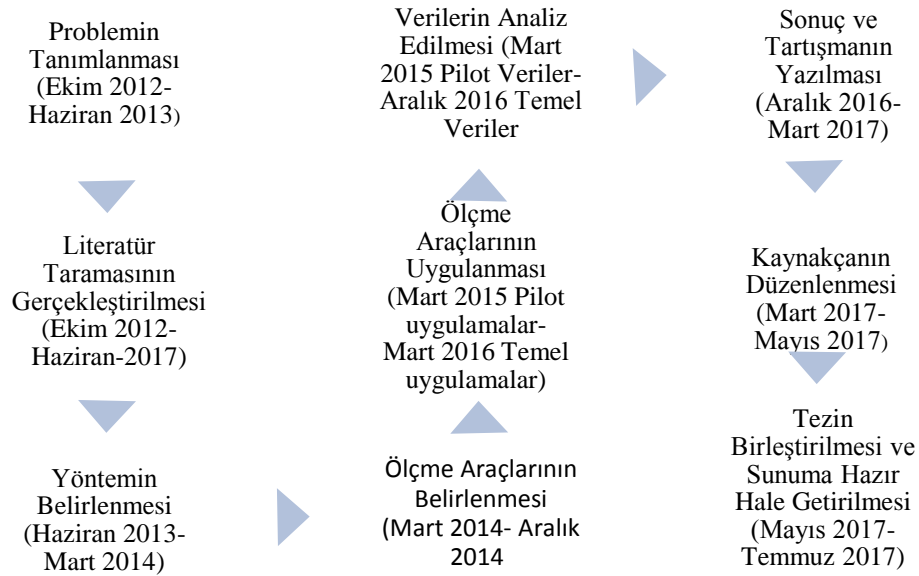 Problemin
Tanımlanması
(Ekim 2012-
Haziran 2013)
Literatür
Taramasının
Gerçekleştirilmesi
(Ekim 2012-
Haziran-2017)
Yöntemin
Belirlenmesi
(Haziran 2013-
Mart 2014)
Ölçme Araçlarının
Belirlenmesi
(Mart 2014- Aralık
2014
Ölçme
Araçlarının
Uygulanması
(Mart 2015 Pilot
uygulamalar-
Mart 2016 Temel
uygulamalar)
Verilerin Analiz
Edilmesi (Mart
2015 Pilot Veriler-
Aralık 2016 Temel
Veriler
Sonuç ve
Tartışmanın
Yazılması
(Aralık 2016-
Mart 2017)
Kaynakçanın
Düzenlenmesi
(Mart 2017-
Mayıs 2017)
Tezin
Birleştirilmesi ve
Sunuma Hazır
Hale Getirilmesi
(Mayıs 2017-
Temmuz 2017)